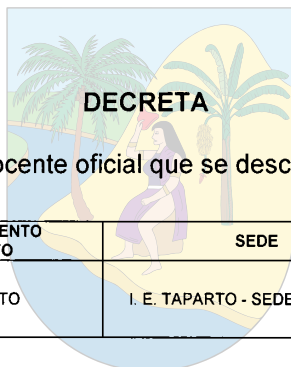 DECRETA
ocente oficial que se desc
ENTO
O
SEDE
TO
I. E. TAPARTO - SEDE